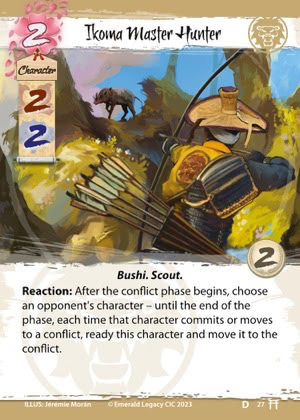 2
Ikoma Master Hunter
Character
2
2
2
Bushi. Scout.
Reaction: After the conflict phase begins, choose
an opponent's character – until the end of the
phase, each time that character commits or moves
to a conflict, ready this character and move it to the
conflict.
ILLUS: Jérémie Morán © Emerald Legacy CIC 2023 D 27